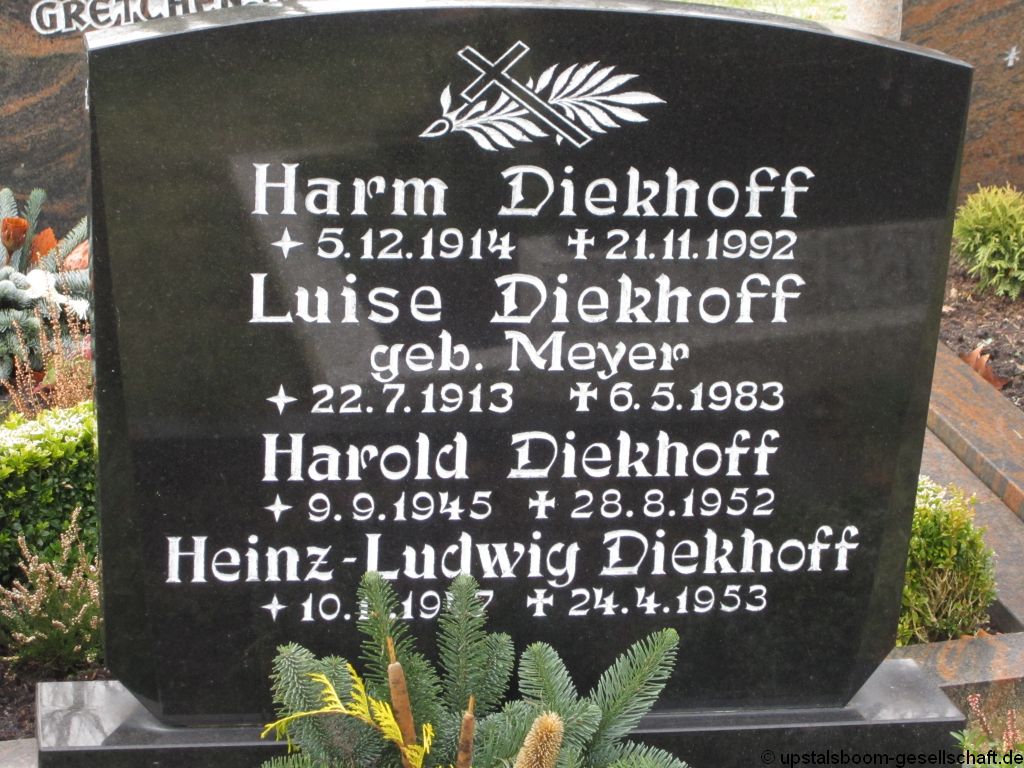 GRETCHEN
Harm Diekhoff
5.12.1914 21.11.1992
Luise Diekhoff
geb. Meyer
22.7.1913 6.5.1983
Harold Diekhoff
9.9.1945 28.8.1952
Heinz-Ludwig Diekhoff
24.4.1953
© upstalsboom-gesellschaft.de